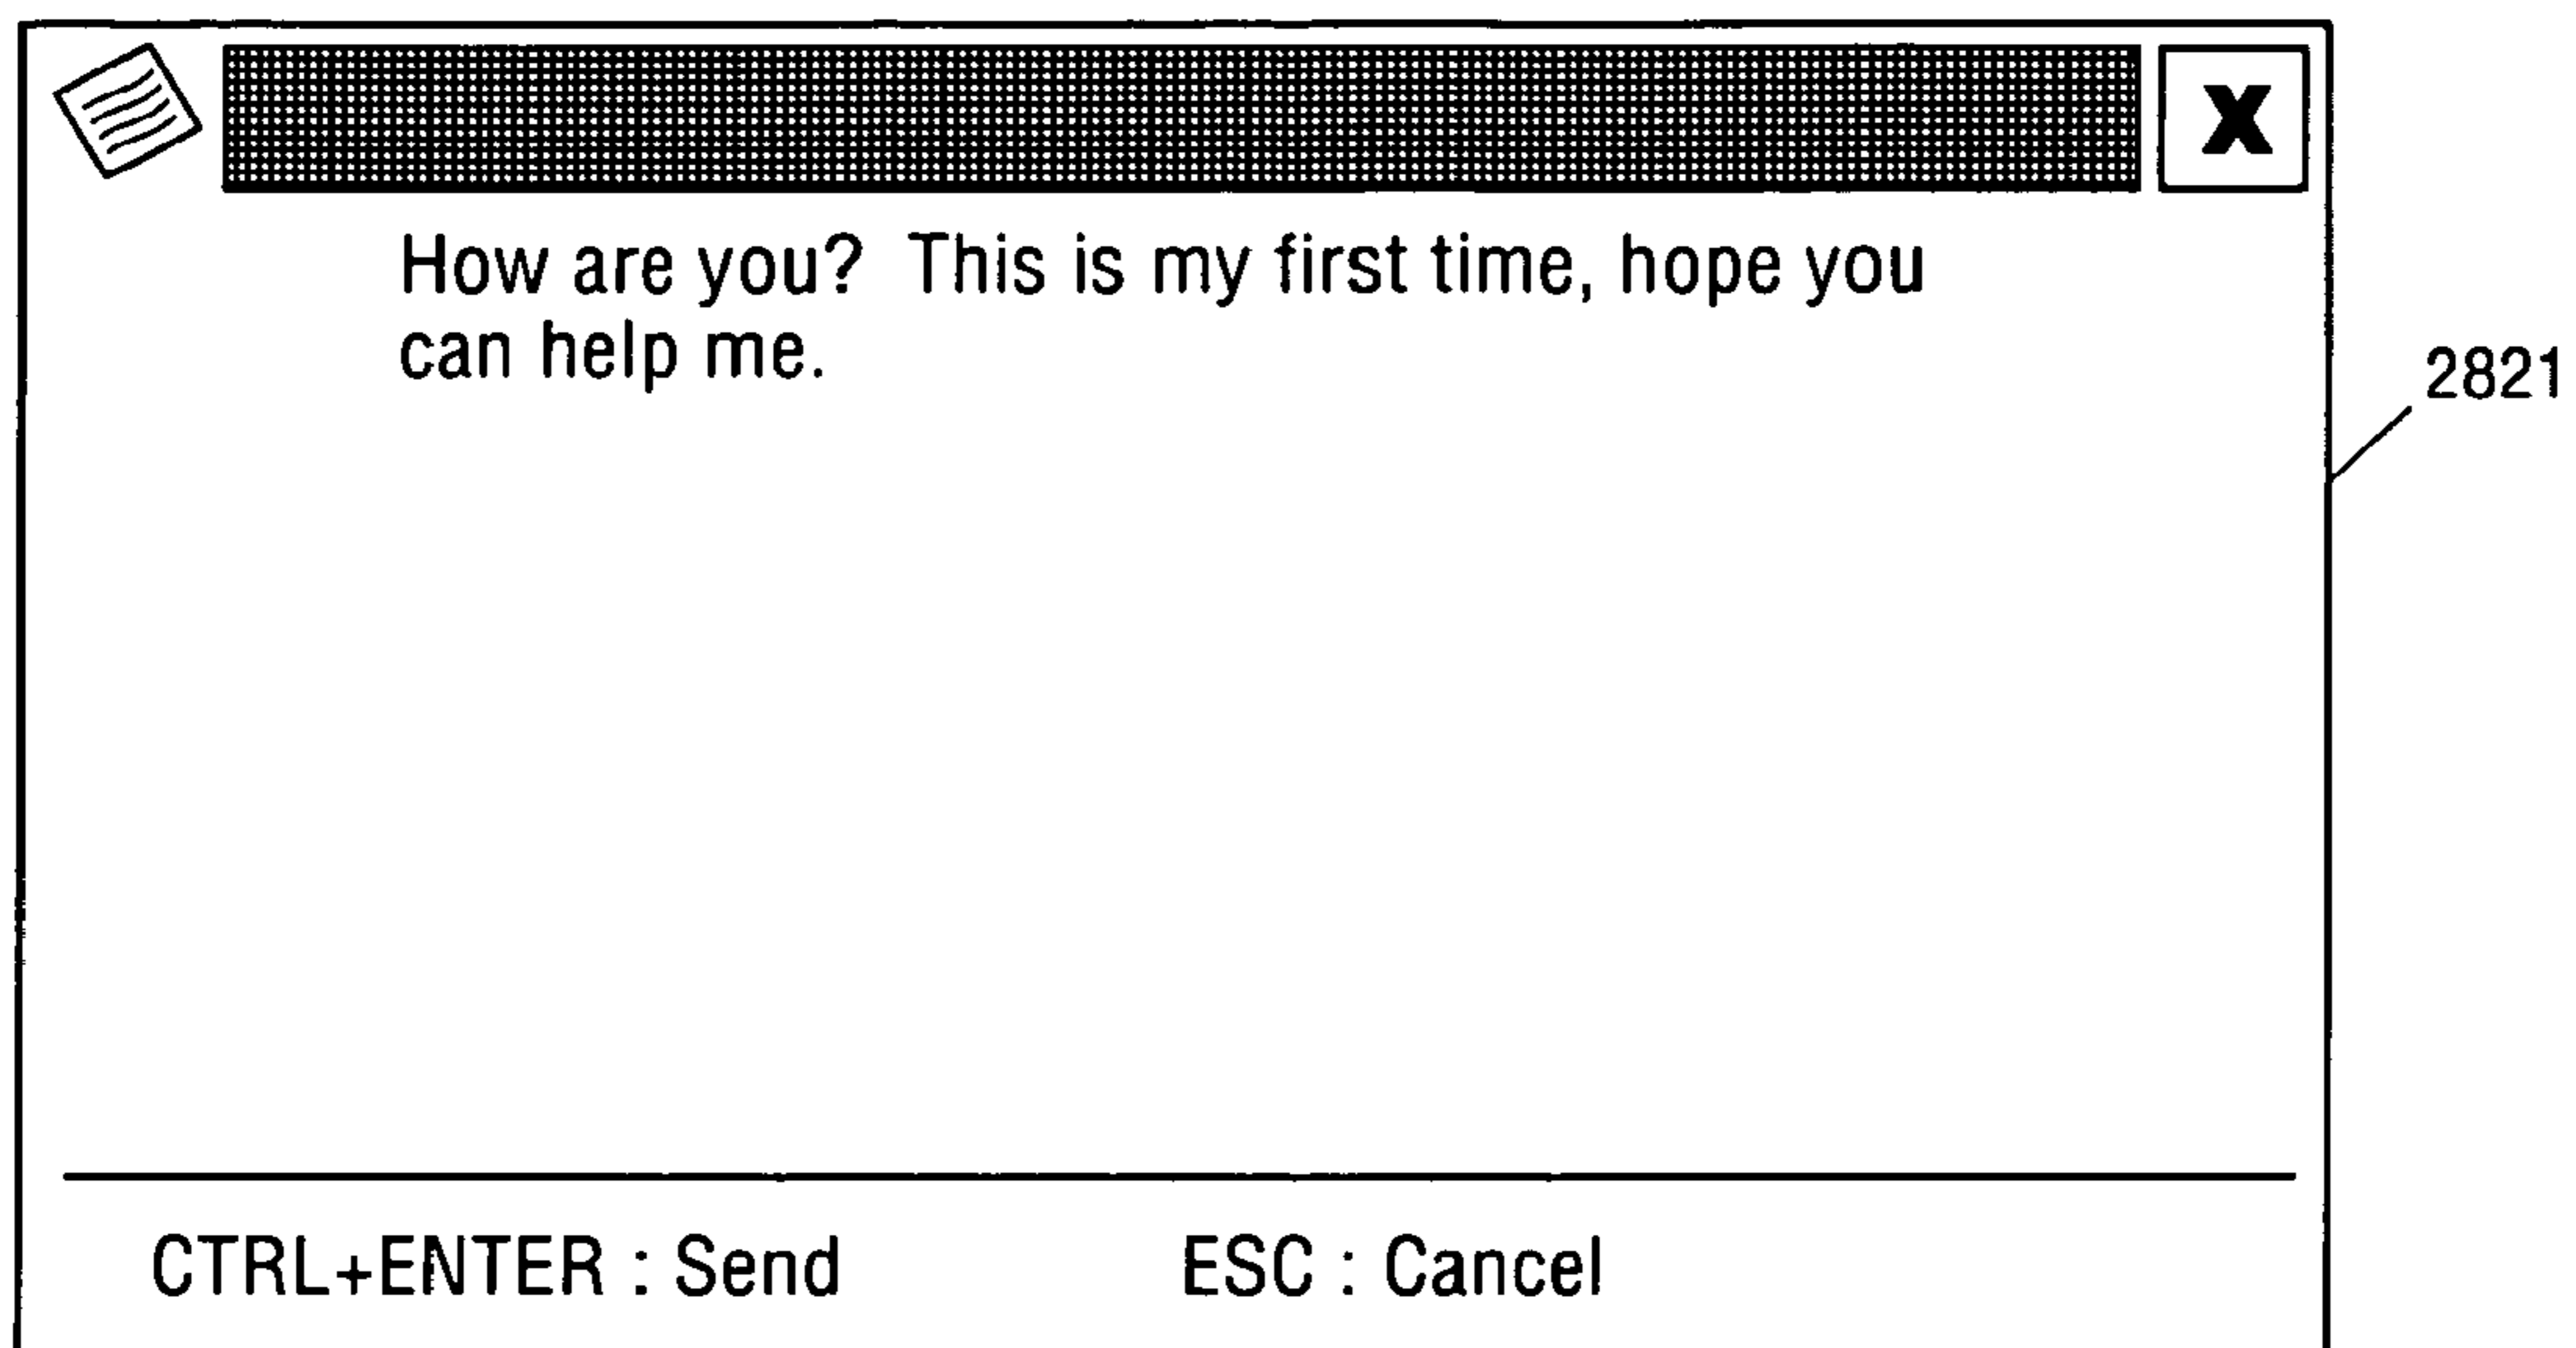 X
How are you? This is my first time, hope you
can help me.
2821
CTRL+ENTER : Send ESC : Cancel